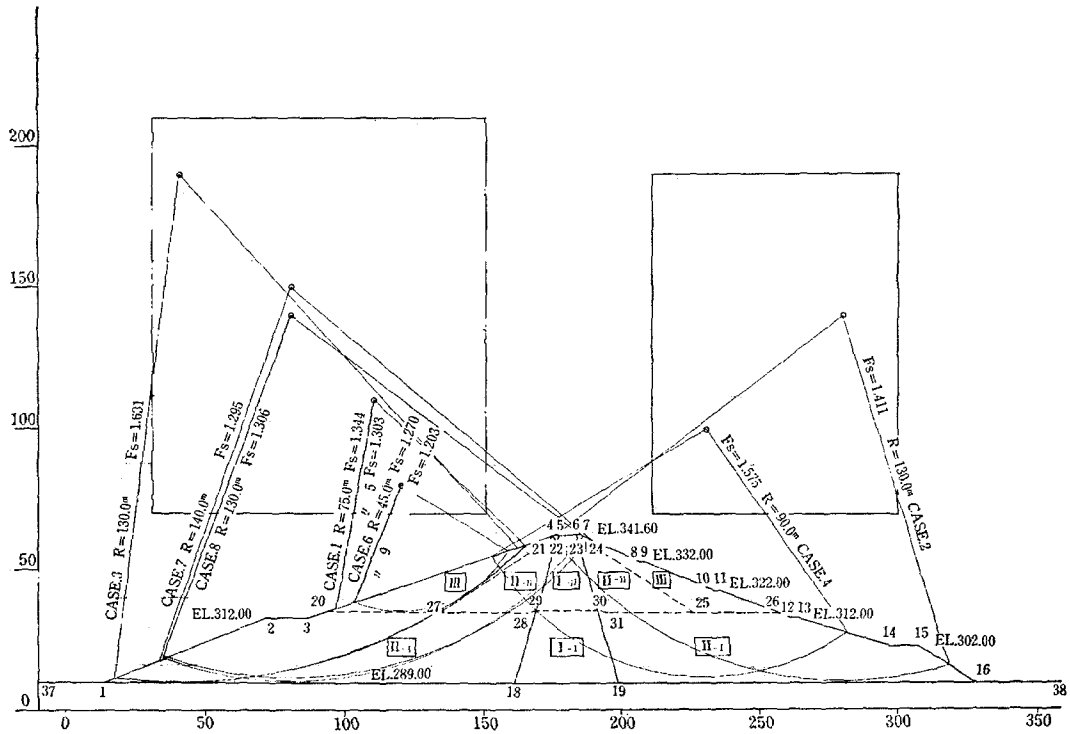 200
150
100
50
0
0 50 100 150 200 250 300 350
CASE.3 R=130.0ᵐ Fs=1.631
CASE.7 R=140.0ᵐ Fs=1.295
CASE.8 R=130.0ᵐ Fs=1.306
CASE.1 R=75.0ᵐ Fs=1.344
〃 5 Fs=1.303
CASE.6 R=45.0ᵐ Fs=1.270
〃 9 Fs=1.203
Fs=1.575 R=90.0ᵐ CASE.4
Fs=1.411 R=130.0ᵐ CASE.2
4 5 6 7 EL.341.60
21 22 23 24 8 9 EL.332.00
III II-ii I-ii II-ii III 10 11 EL.322.00
EL.312.00 20 27 29 30 25 26 12 13 EL.312.00
2 3 28 31 14 15 EL.302.00
II-i I-i II-i
EL.289.00 16
37 1 18 19 38